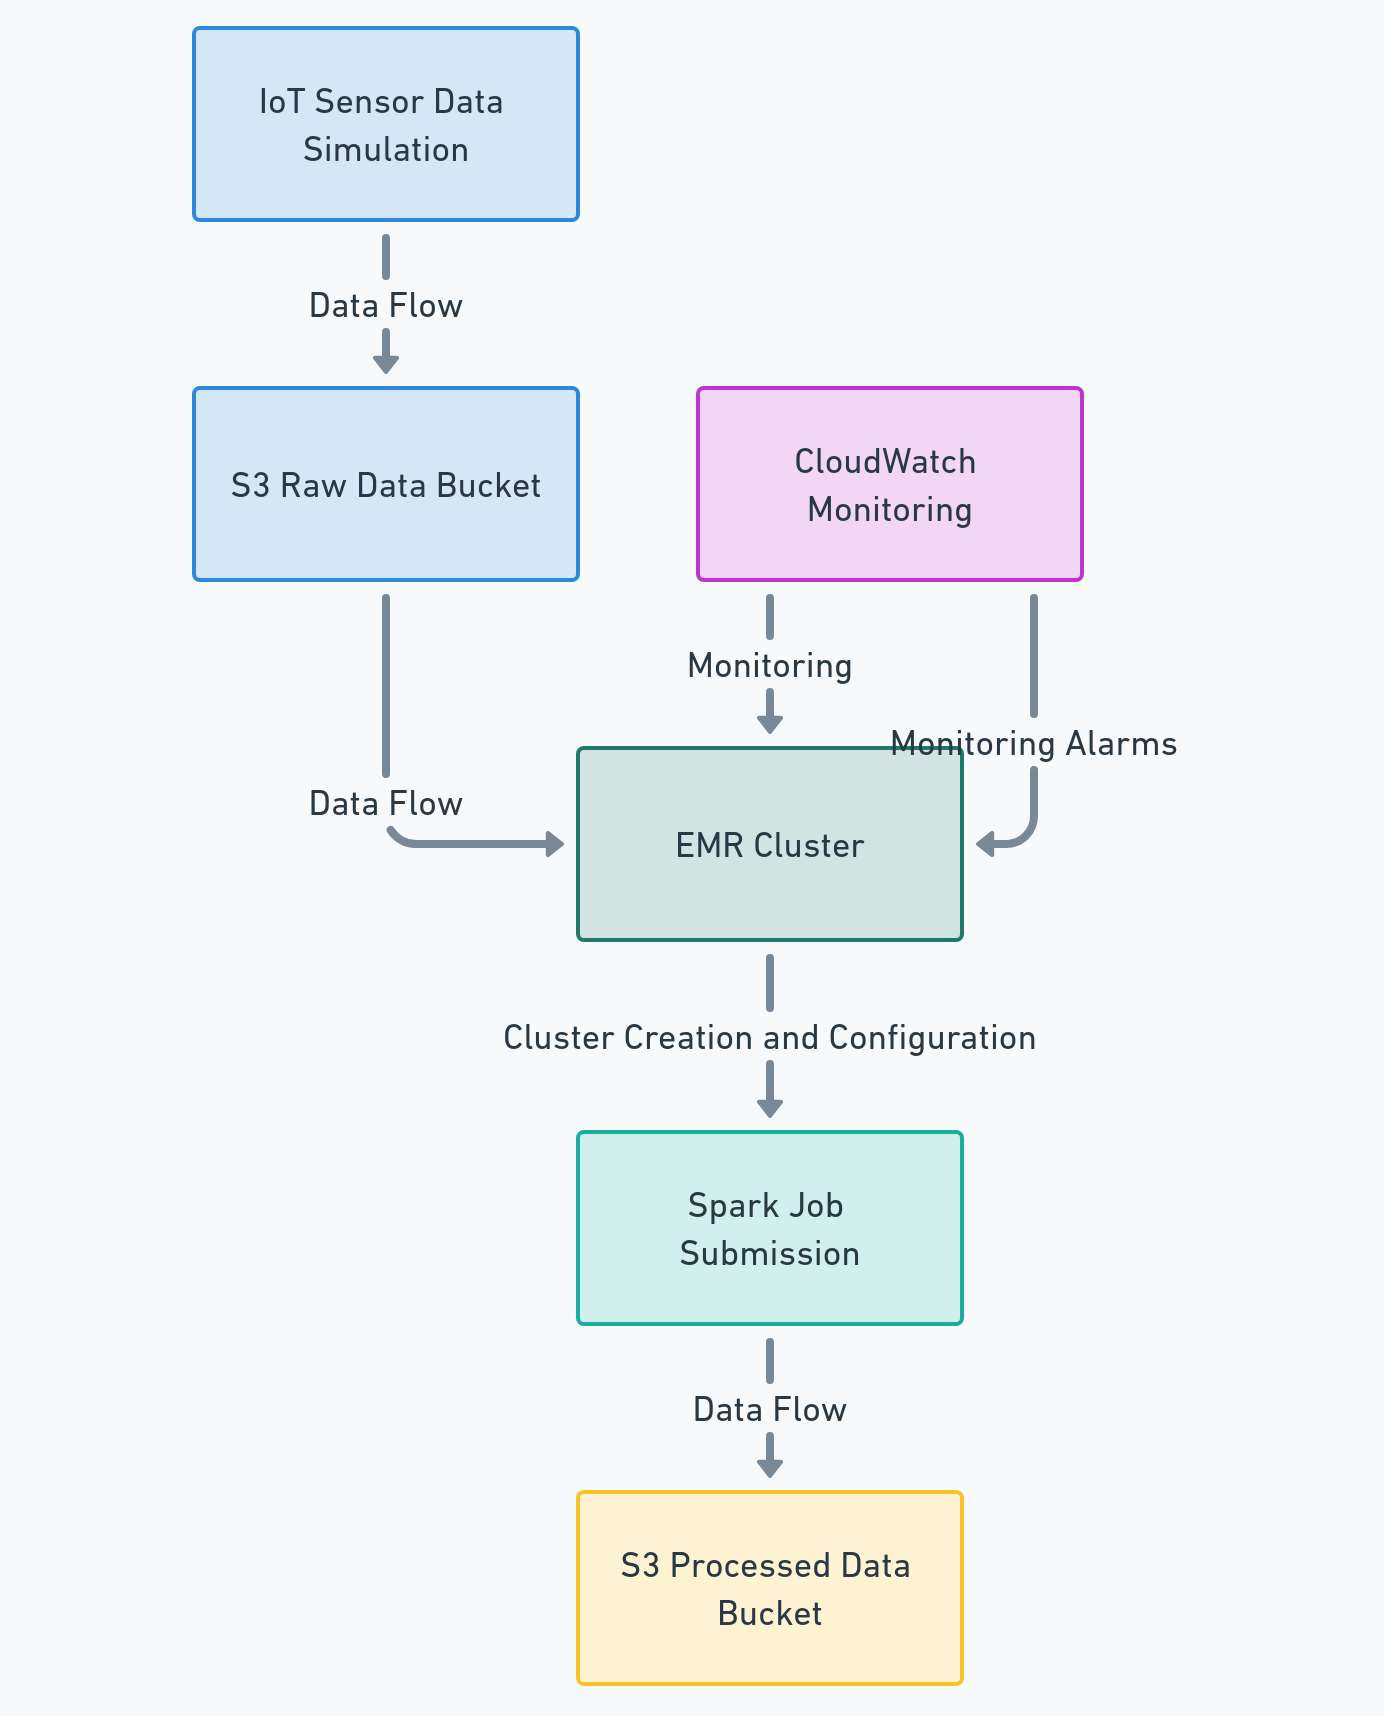 IoT Sensor Data
Simulation
Data Flow
S3 Raw Data Bucket
CloudWatch
Monitoring
Monitoring
Monitoring Alarms
Data Flow
EMR Cluster
Cluster Creation and Configuration
Spark Job
Submission
Data Flow
S3 Processed Data
Bucket